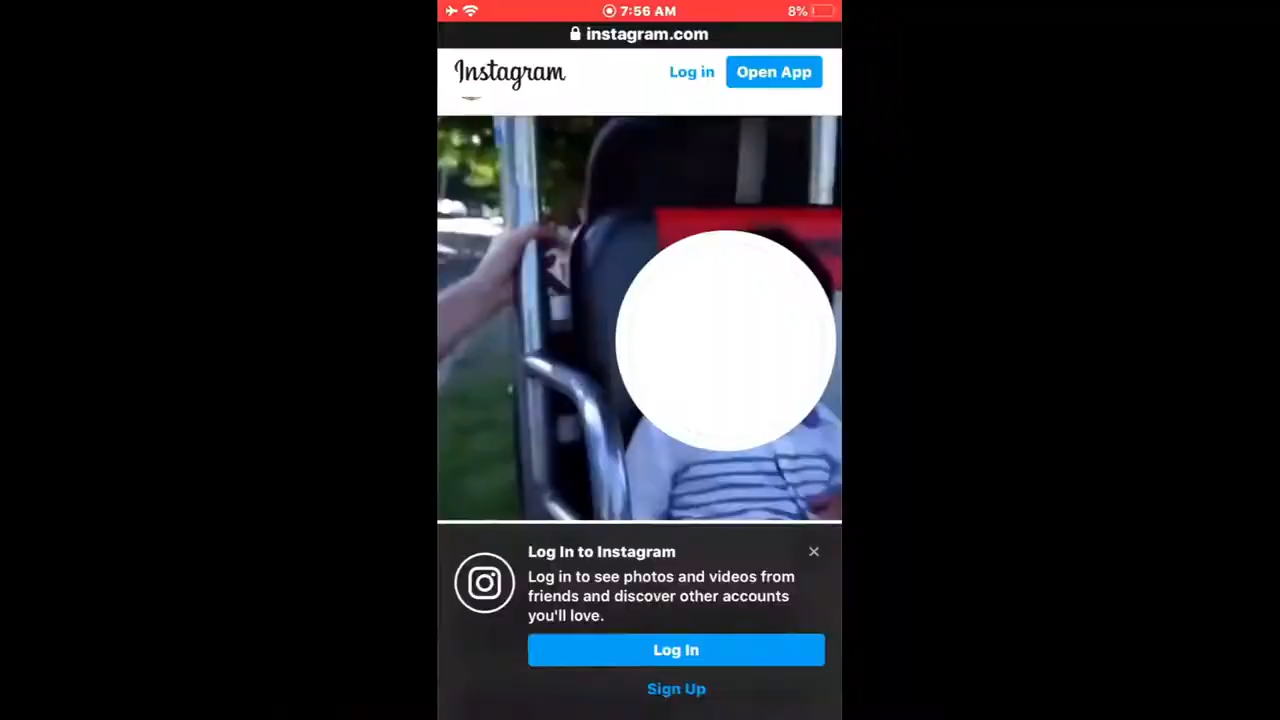 7:56 AM
8%
instagram.com
Instagram
Log in
Open App
Log In to Instagram
Log in to see photos and videos from
friends and discover other accounts
you'll love.
Log In
Sign Up